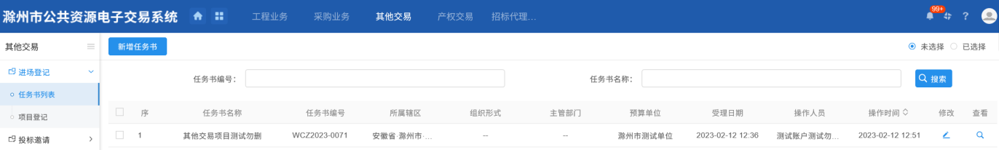 滁州市公共资源电子交易系统 工程业务 采购业务 其他交易 产权交易 招标代理... 99+ ?
其他交易 新增任务书 未选择 已选择
进场登记 任务书编号： 任务书名称： 搜索
任务书列表
项目登记 序 任务书名称 任务书编号 所属辖区 组织形式 主管部门 预算单位 受理日期 操作人员 操作时间 修改 查看
投标邀请 1 其他交易项目测试勿删 WCZ2023-0071 安徽省·滁州市·... -- -- 滁州市测试单位 2023-02-12 12:36 测试账户测试勿... 2023-02-12 12:51